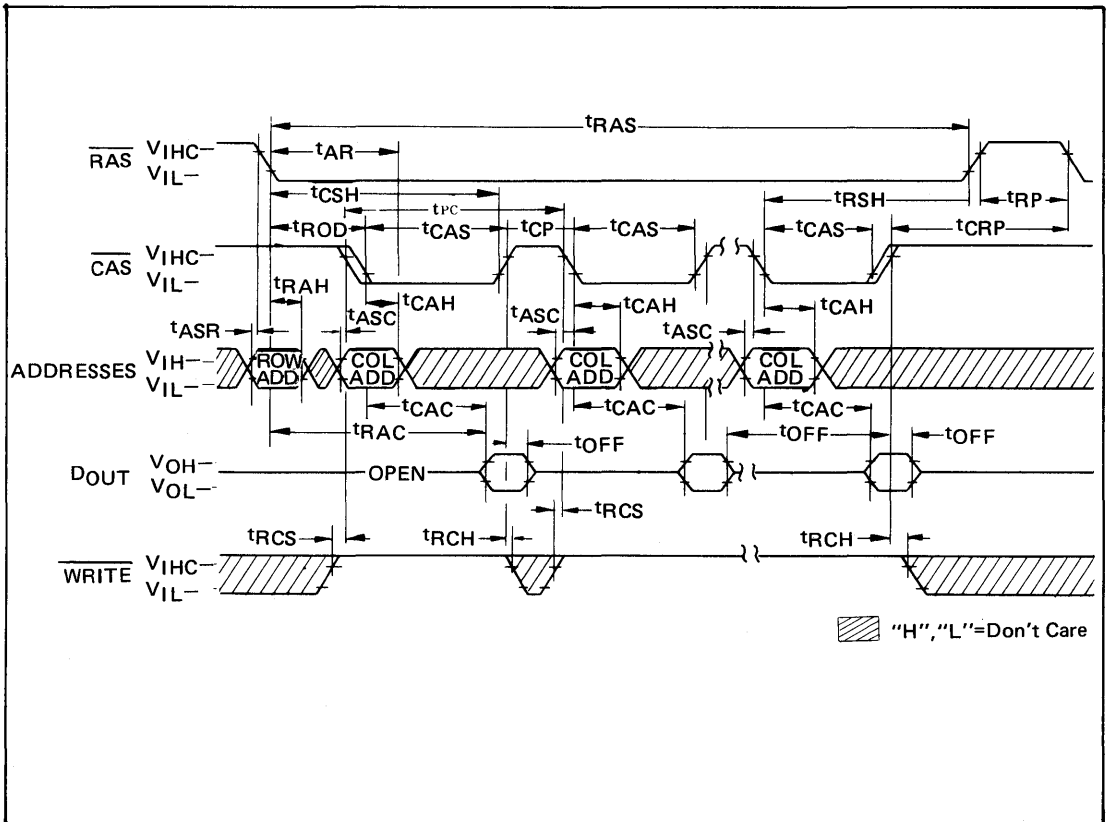 tRAS
RAS VIHC–
VIL–
tAR
tCSH
tRSH
tRP
tPC
tROD
tCAS
tCP
tCAS
tCAS
tCRP
CAS VIHC–
VIL–
tRAH
tCAH
tCAH
tCAH
tASR
tASC
tASC
tASC
ADDRESSES VIH–
VIL–
ROW ADD
COL ADD
COL ADD
COL ADD
tCAC
tCAC
tCAC
tRAC
tOFF
tOFF
tOFF
DOUT VOH–
VOL–
OPEN
tRCS
tRCS
tRCH
tRCH
WRITE VIHC–
VIL–
"H","L"=Don't Care